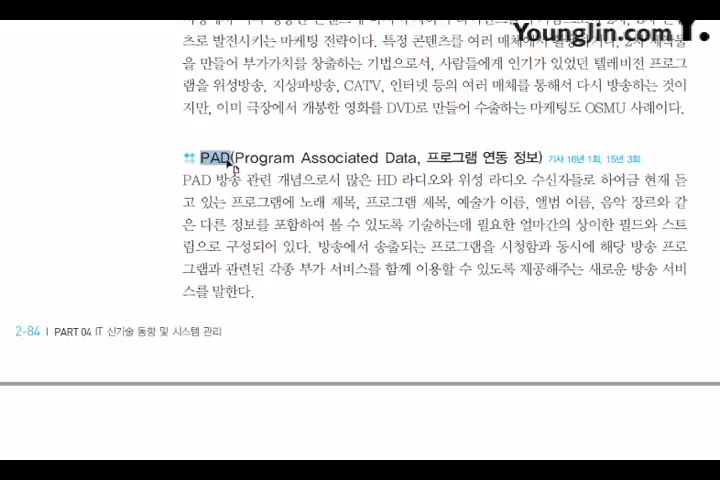 YoungJin.com Y.
츠로 발전시키는 마케팅 전략이다. 특정 콘텐츠를 여러 매체에서
을 만들어 부가가치를 창출하는 기법으로서, 사람들에게 인기가 있었던 텔레비전 프로그
램을 위성방송, 지상파방송, CATV, 인터넷 등의 여러 매체를 통해서 다시 방송하는 것이
지만, 이미 극장에서 개봉한 영화를 DVD로 만들어 수출하는 마케팅도 OSMU 사례이다.
PAD(Program Associated Data, 프로그램 연동 정보) 기사 16년 1회, 15년 3회
PAD 방송 관련 개념으로서 많은 HD 라디오와 위성 라디오 수신자들로 하여금 현재 듣
고 있는 프로그램에 노래 제목, 프로그램 제목, 예술가 이름, 앨범 이름, 음악 장르와 같
은 다른 정보를 포함하여 볼 수 있도록 기술하는데 필요한 얼마간의 상이한 필드와 스트
림으로 구성되어 있다. 방송에서 송출되는 프로그램을 시청함과 동시에 해당 방송 프로
그램과 관련된 각종 부가 서비스를 함께 이용할 수 있도록 제공해주는 새로운 방송 서비
스를 말한다.
2-84 I PART 04 IT 신기술 동향 및 시스템 관리